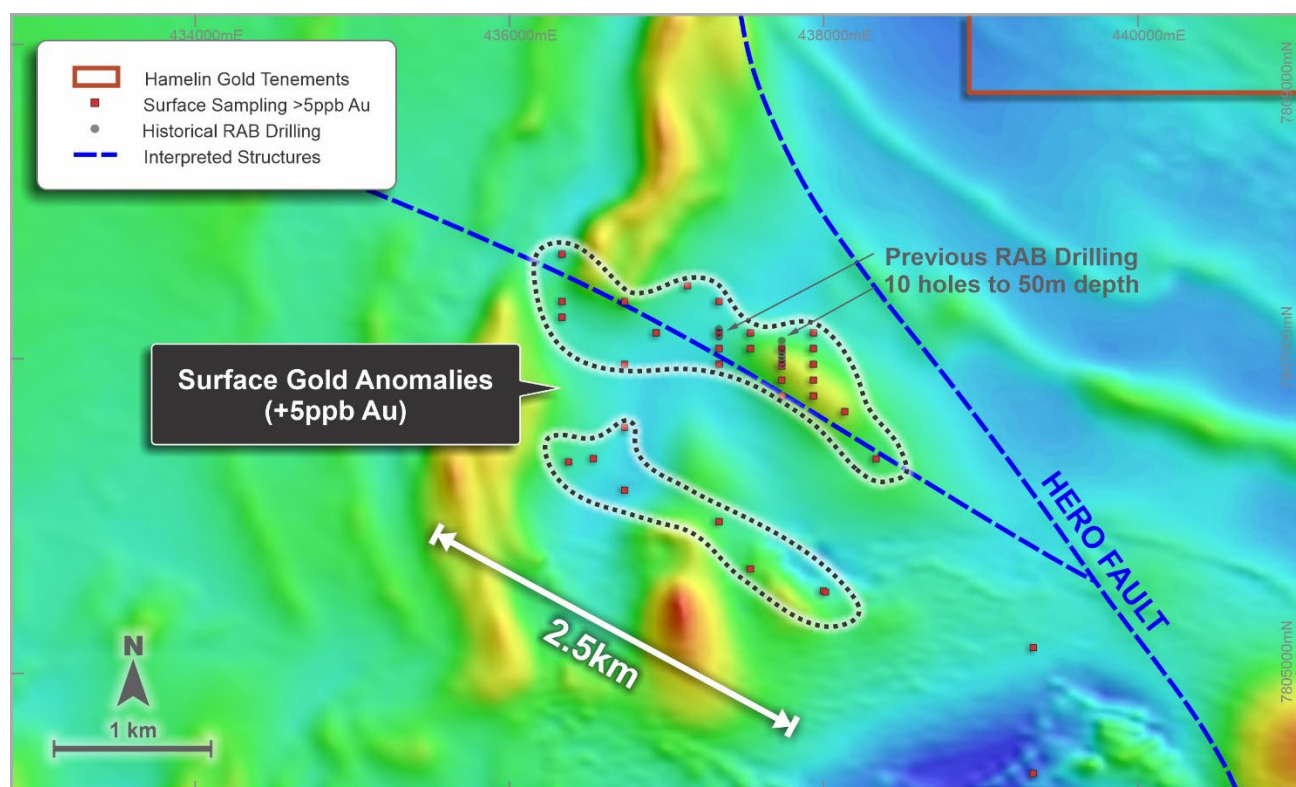 434000mE
436000mE
438000mE
440000mE
Hamelin Gold Tenements
Surface Sampling >5ppb Au
Historical RAB Drilling
Interpreted Structures
7809000mN
Previous RAB Drilling
10 holes to 50m depth
Surface Gold Anomalies
(+5ppb Au)
HERO FAULT
2.5km
N
1 km
7805000mN